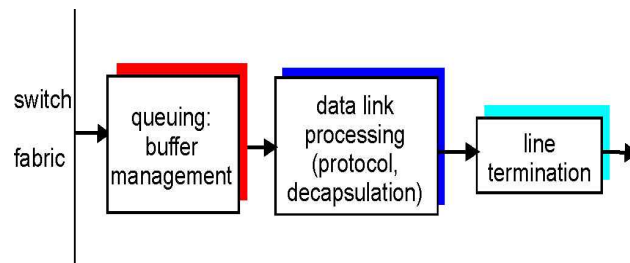 switch
fabric
queuing:
buffer
management
data link
processing
(protocol,
decapsulation)
line
termination